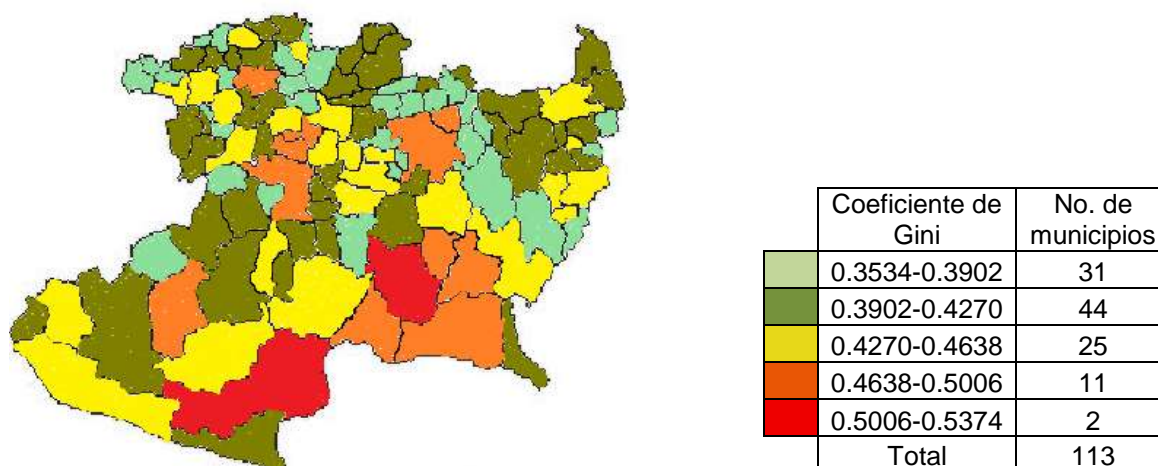 Coeficiente de No. de
Gini municipios
0.3534-0.3902 31
0.3902-0.4270 44
0.4270-0.4638 25
0.4638-0.5006 11
0.5006-0.5374 2
Total 113